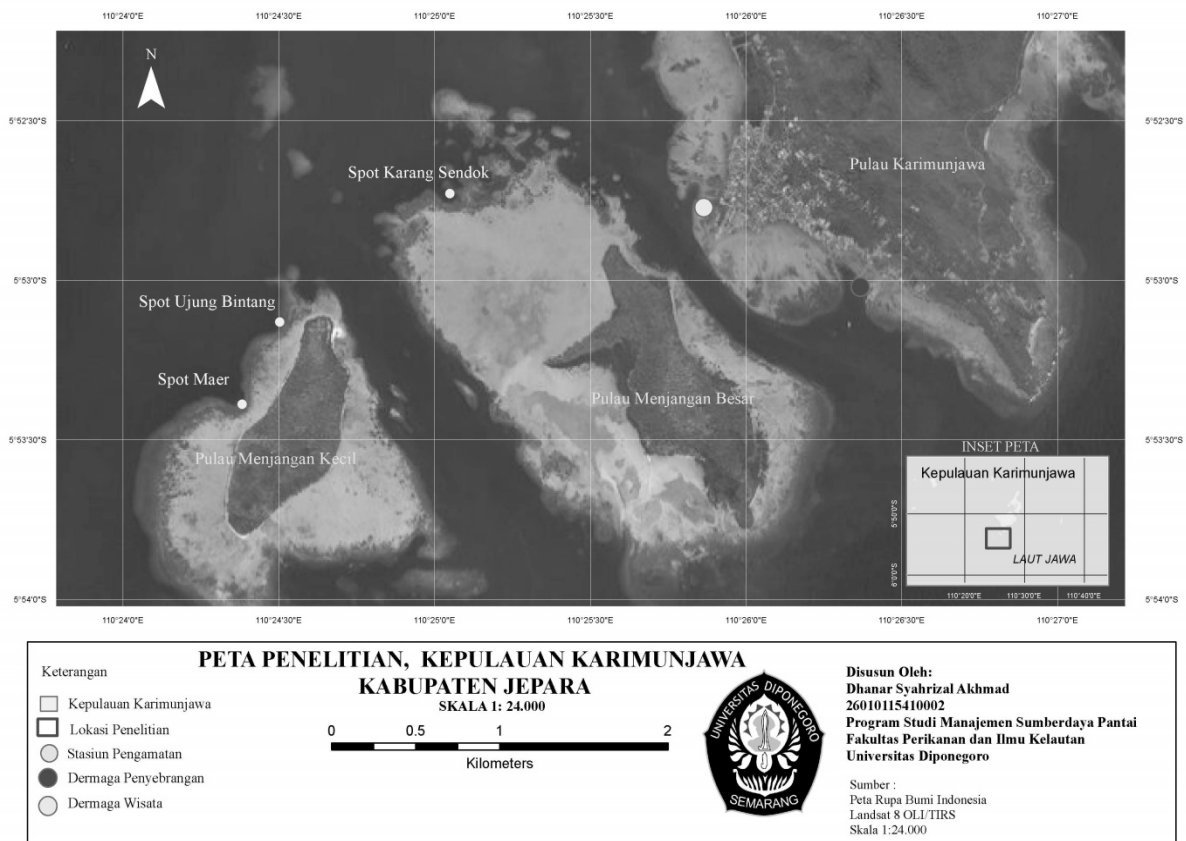 110°24'0"E 110°24'30"E 110°25'0"E 110°25'30"E 110°26'0"E 110°26'30"E 110°27'0"E
N
5°52'30"S 5°52'30"S
Pulau Karimunjawa
Spot Karang Sendok
5°53'0"S 5°53'0"S
Spot Ujung Bintang
Spot Maer
Pulau Menjangan Besar
5°53'30"S 5°53'30"S
Pulau Menjangan Kecil
INSET PETA
Kepulauan Karimunjawa
5°50'0"S
LAUT JAWA
6°0'0"S
110°20'0"E 110°30'0"E 110°40'0"E
5°54'0"S 5°54'0"S
110°24'0"E 110°24'30"E 110°25'0"E 110°25'30"E 110°26'0"E 110°26'30"E 110°27'0"E
PETA PENELITIAN, KEPULAUAN KARIMUNJAWA
KABUPATEN JEPARA
SKALA 1: 24.000
0 0.5 1 2
Kilometers
Keterangan
Kepulauan Karimunjawa
Lokasi Penelitian
Stasiun Pengamatan
Dermaga Penyebrangan
Dermaga Wisata
UNIVERSITAS DIPONEGORO
SEMARANG
Disusun Oleh:
Dhanar Syahrizal Akhmad
26010115410002
Program Studi Manajemen Sumberdaya Pantai
Fakultas Perikanan dan Ilmu Kelautan
Universitas Diponegoro
Sumber :
Peta Rupa Bumi Indonesia
Landsat 8 OLI/TIRS
Skala 1:24.000